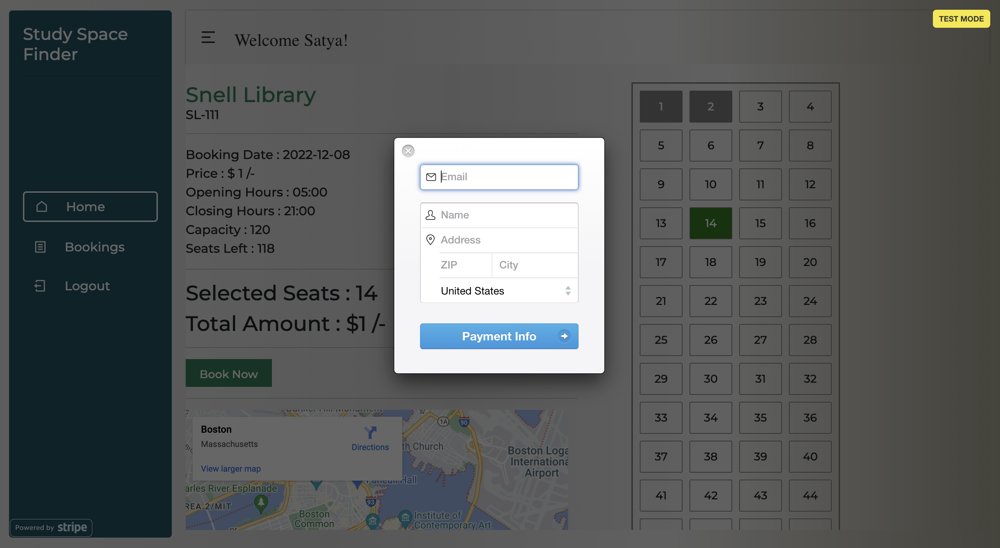 Study Space
Finder
Home
Bookings
Logout
Powered by stripe
Welcome Satya!
TEST MODE
Snell Library
SL-111
Booking Date : 2022-12-08
Price : $ 1 /-
Opening Hours : 05:00
Closing Hours : 21:00
Capacity : 120
Seats Left : 118
Selected Seats : 14
Total Amount : $1 /-
Book Now
Email
Name
Address
ZIP City
United States
Payment Info
1 2 3 4
5 6 7 8
9 10 11 12
13 14 15 16
17 18 19 20
21 22 23 24
25 26 27 28
29 30 31 32
33 34 35 36
37 38 39 40
41 42 43 44
Bunker Hill Monument
Boston
Massachusetts
Directions
View larger map
1A
90
th Church
Boston Loga
Internationa
Airport
Faneuil Hall
arles River Esplanade
REA 2/MIT
93
Boston
Common
Institute of
Contemporary Art